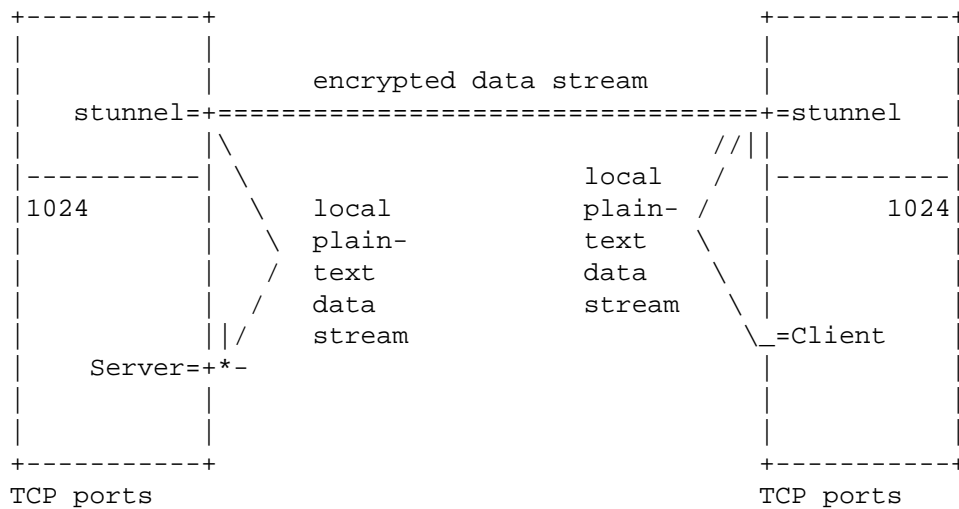 encrypted data stream
stunnel= =stunnel
local
1024 local plain- 1024
plain- text
text data
data stream
stream =Client
Server=
TCP ports TCP ports